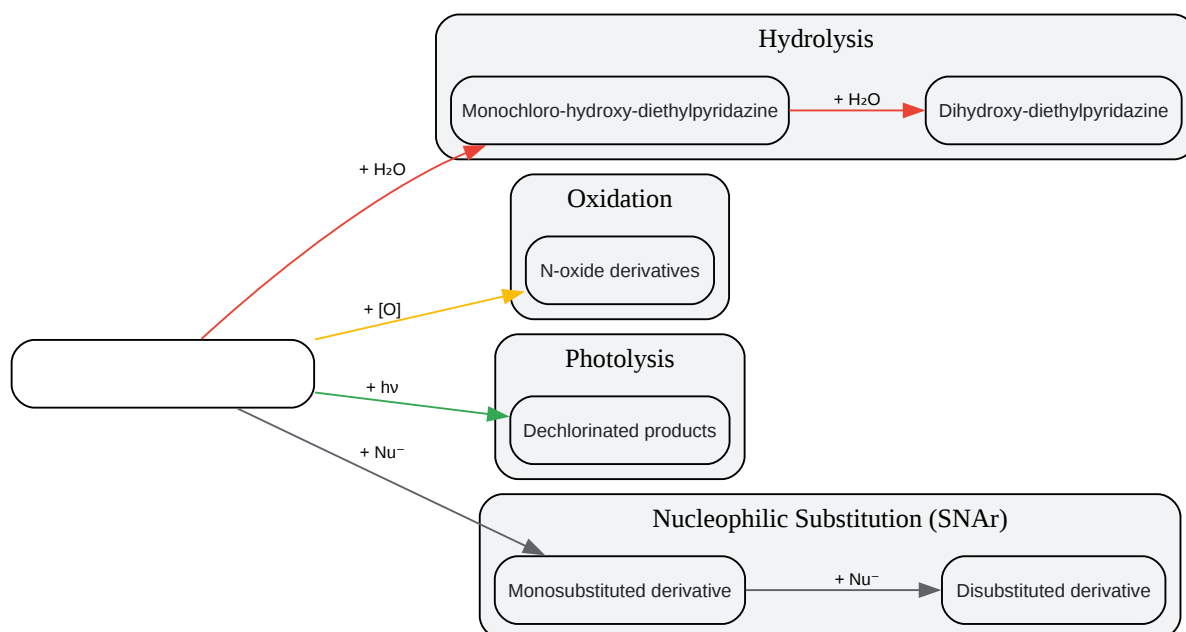 Hydrolysis
Monochloro-hydroxy-diethylpyridazine
+ H₂O
Dihydroxy-diethylpyridazine
+ H₂O
Oxidation
N-oxide derivatives
+ [O]
Photolysis
+ hν
Dechlorinated products
+ Nu⁻
Nucleophilic Substitution (SNAr)
Monosubstituted derivative
+ Nu⁻
Disubstituted derivative